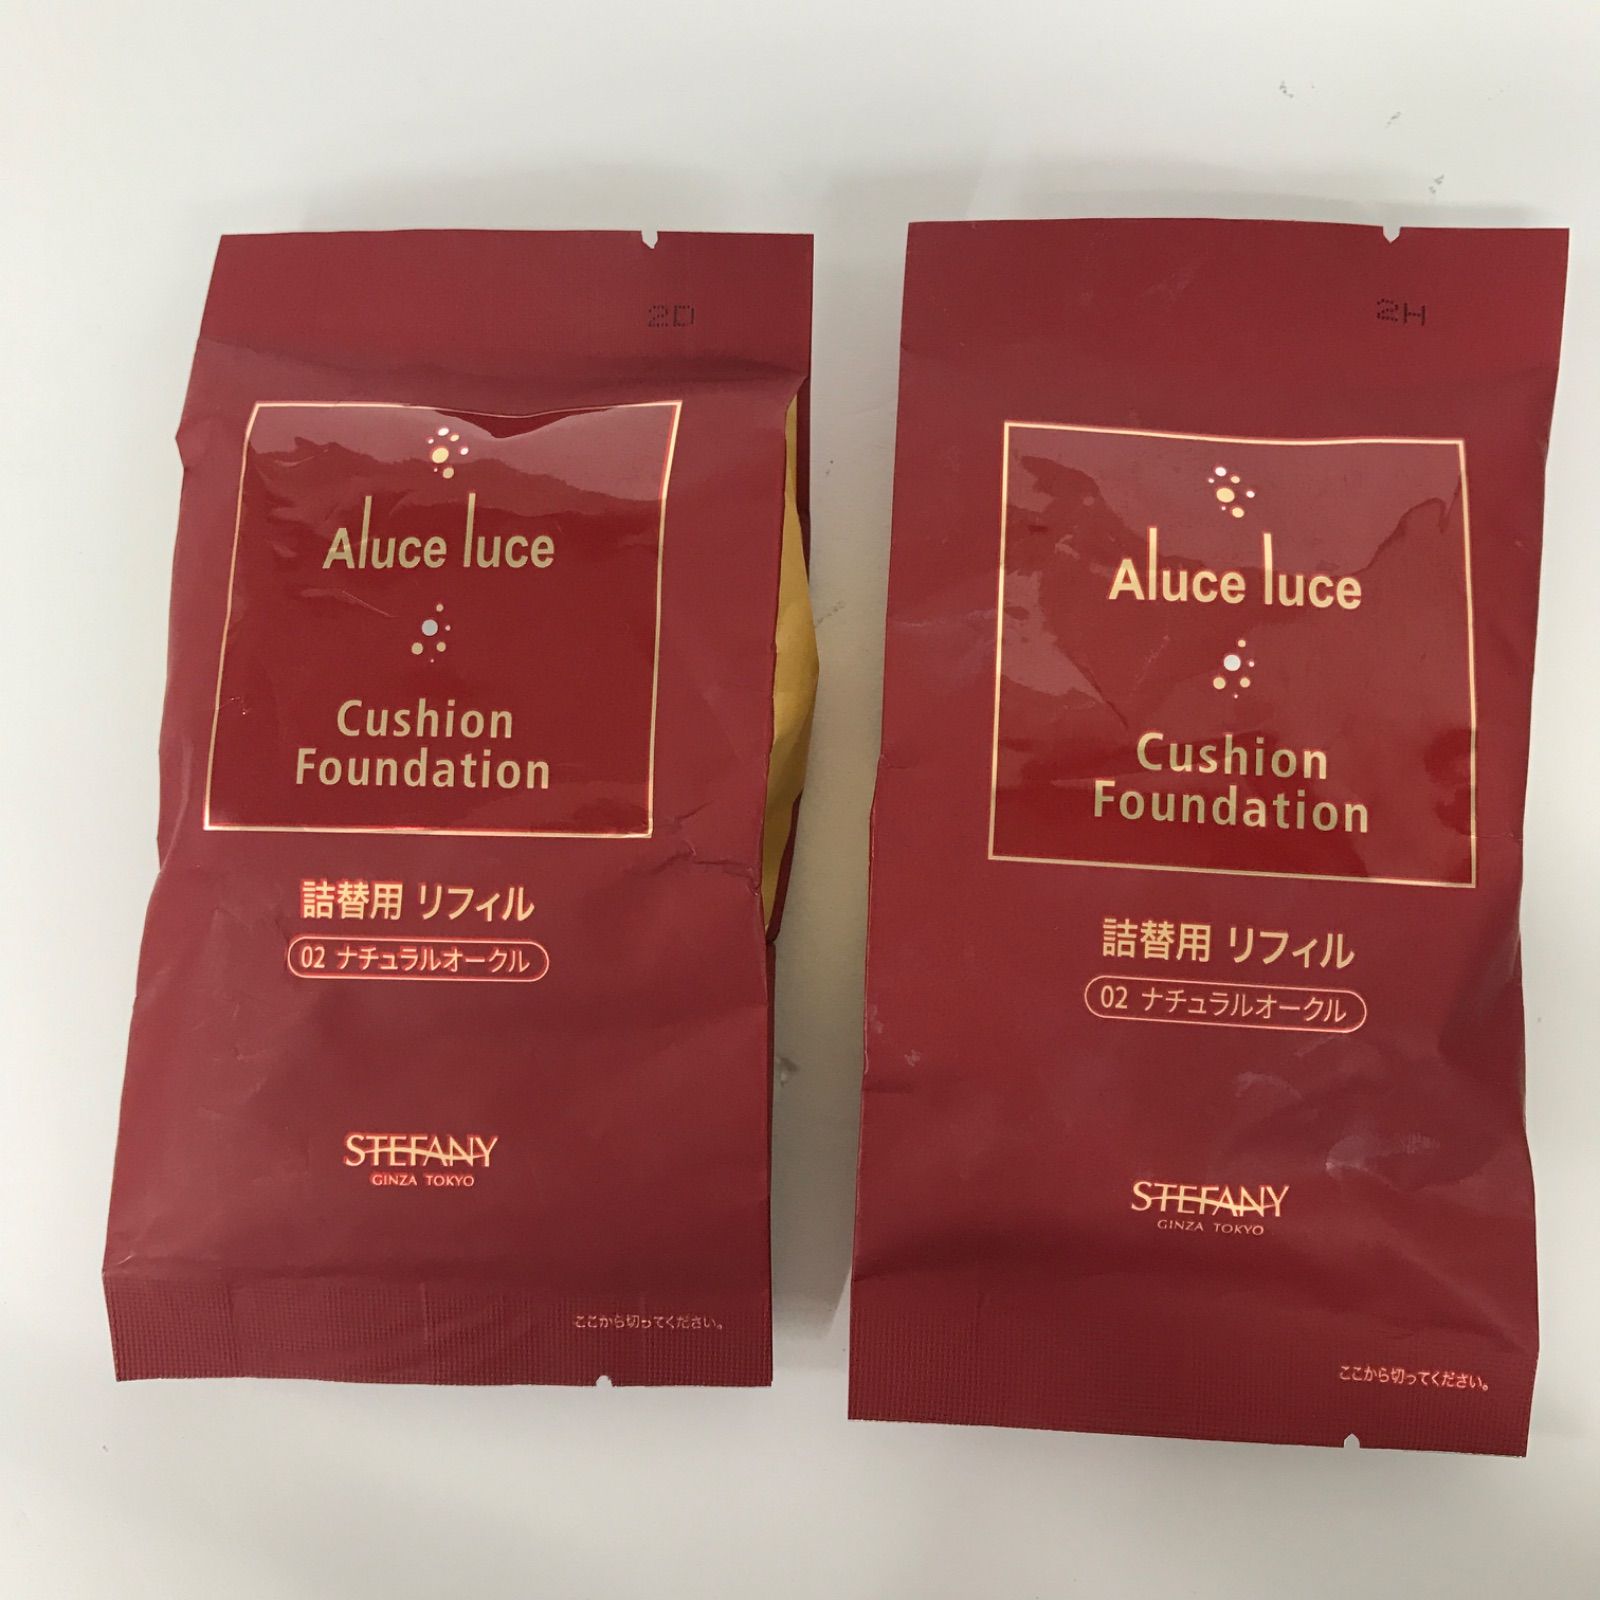 2D
Aluce luce
Cushion
Foundation
詰替用 リフィル
02 ナチュラルオークル
STEFANY
GINZA TOKYO
ここから切ってください。
2H
Aluce luce
Cushion
Foundation
詰替用 リフィル
02 ナチュラルオークル
STEFANY
GINZA TOKYO
ここから切ってください。